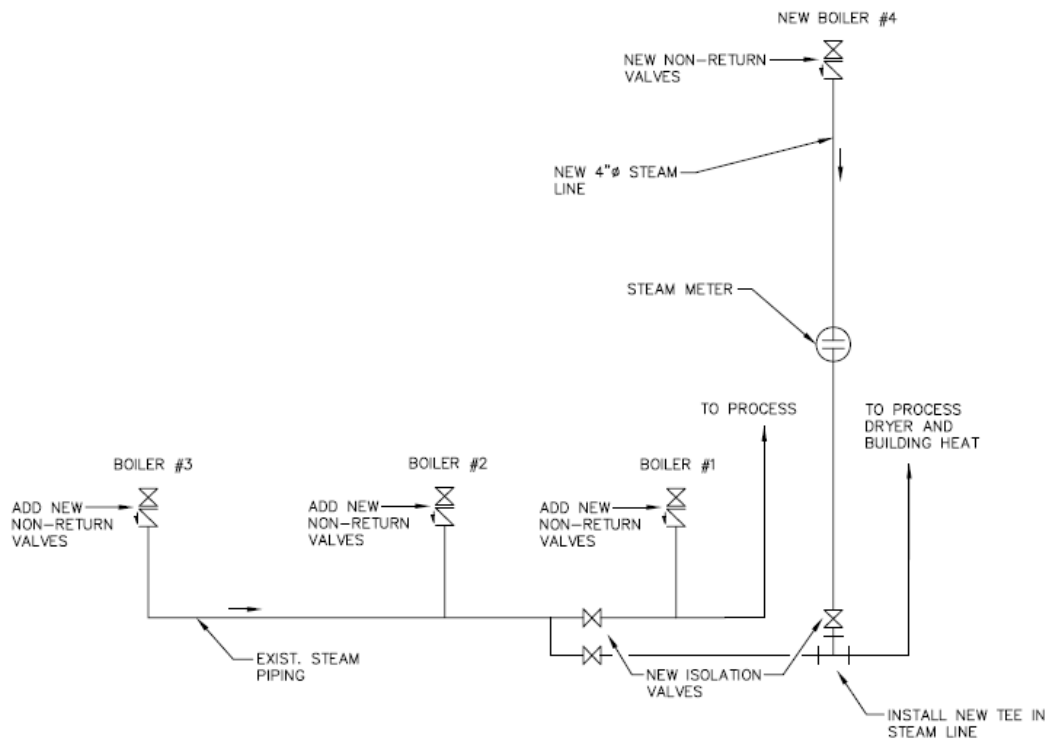 NEW BOILER #4
NEW NON-RETURN
VALVES
NEW 4"ø STEAM
LINE
STEAM METER
TO PROCESS
TO PROCESS
DRYER AND
BUILDING HEAT
BOILER #3
BOILER #2
BOILER #1
ADD NEW
NON-RETURN
VALVES
ADD NEW
NON-RETURN
VALVES
ADD NEW
NON-RETURN
VALVES
EXIST. STEAM
PIPING
NEW ISOLATION
VALVES
INSTALL NEW TEE IN
STEAM LINE